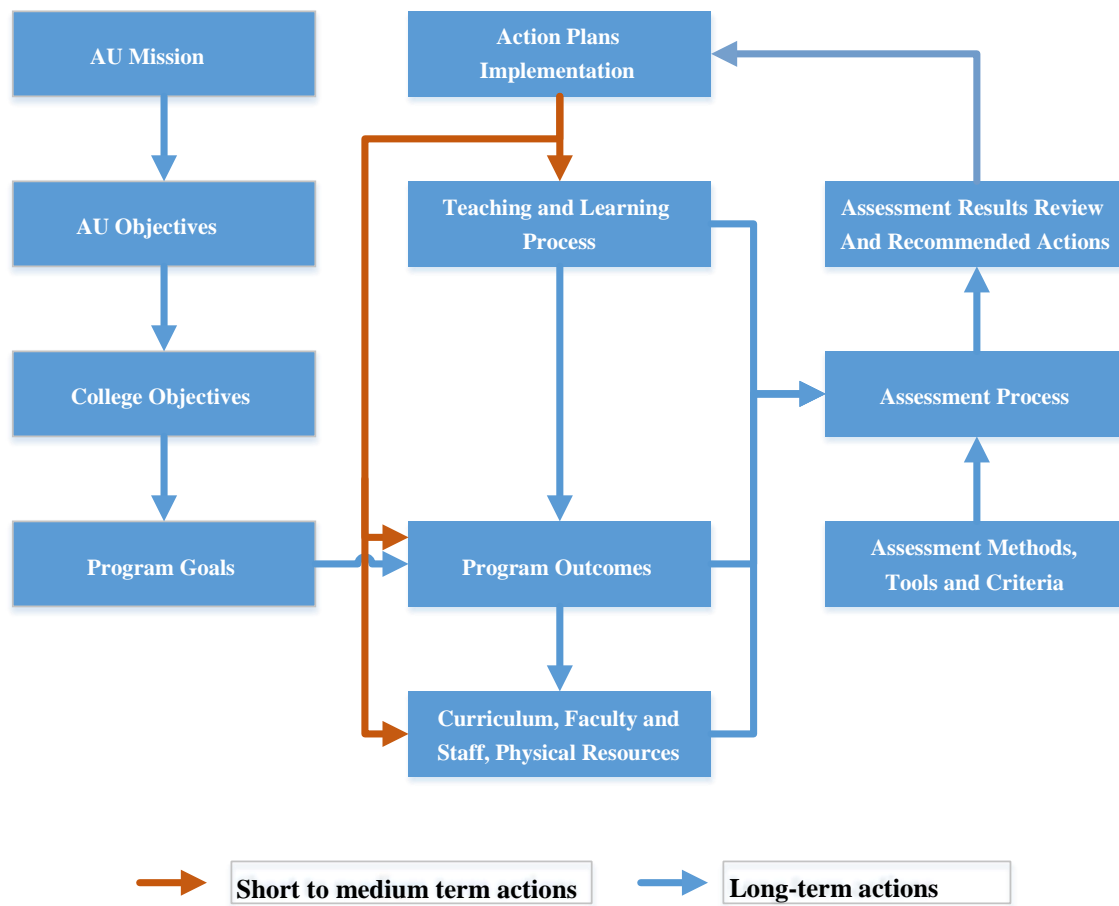 AU Mission
AU Objectives
College Objectives
Program Goals
Action Plans
Implementation
Teaching and Learning
Process
Program Outcomes
Curriculum, Faculty and
Staff, Physical Resources
Assessment Results Review
And Recommended Actions
Assessment Process
Assessment Methods,
Tools and Criteria
Short to medium term actions
Long-term actions